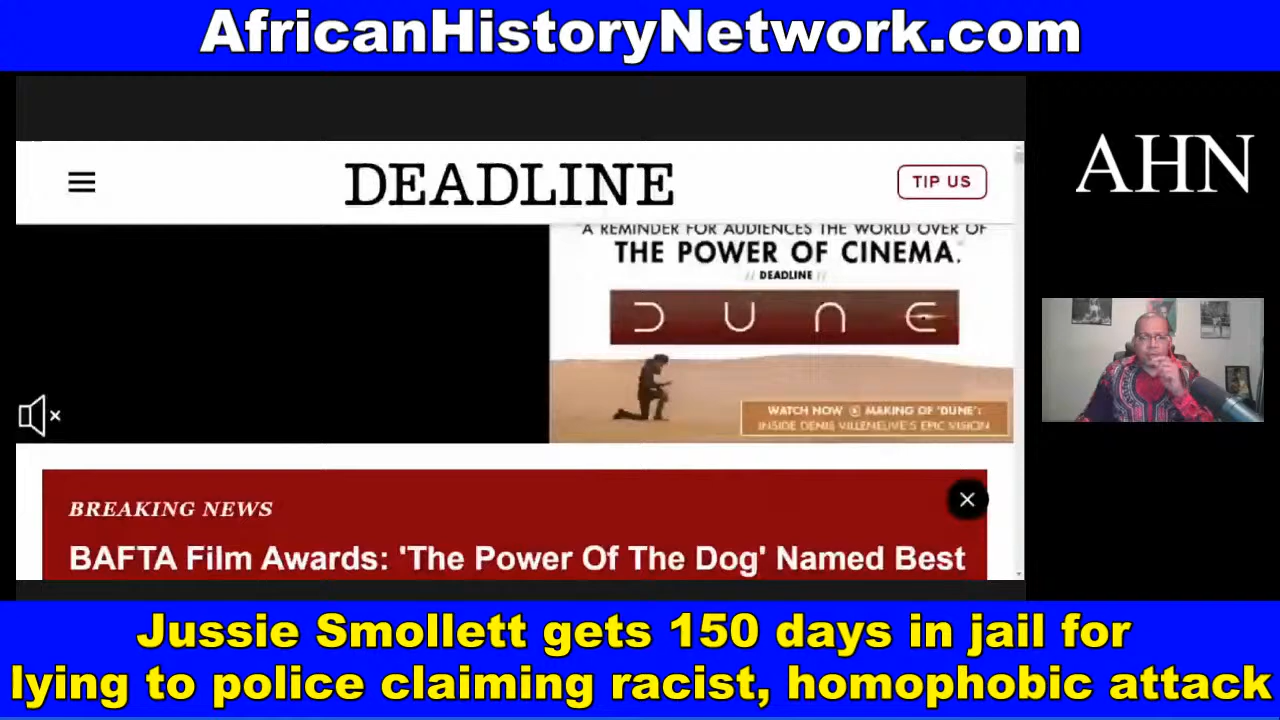 AfricanHistoryNetwork.com
DEADLINE
TIP US
AHN
"A REMINDER FOR AUDIENCES THE WORLD OVER OF
THE POWER OF CINEMA."
// DEADLINE //
DUNE
WATCH NOW MAKING OF 'DUNE':
INSIDE DENIS VILLENEUVE'S EPIC VISION
BREAKING NEWS
BAFTA Film Awards: 'The Power Of The Dog' Named Best
Jussie Smollett gets 150 days in jail for
lying to police claiming racist, homophobic attack